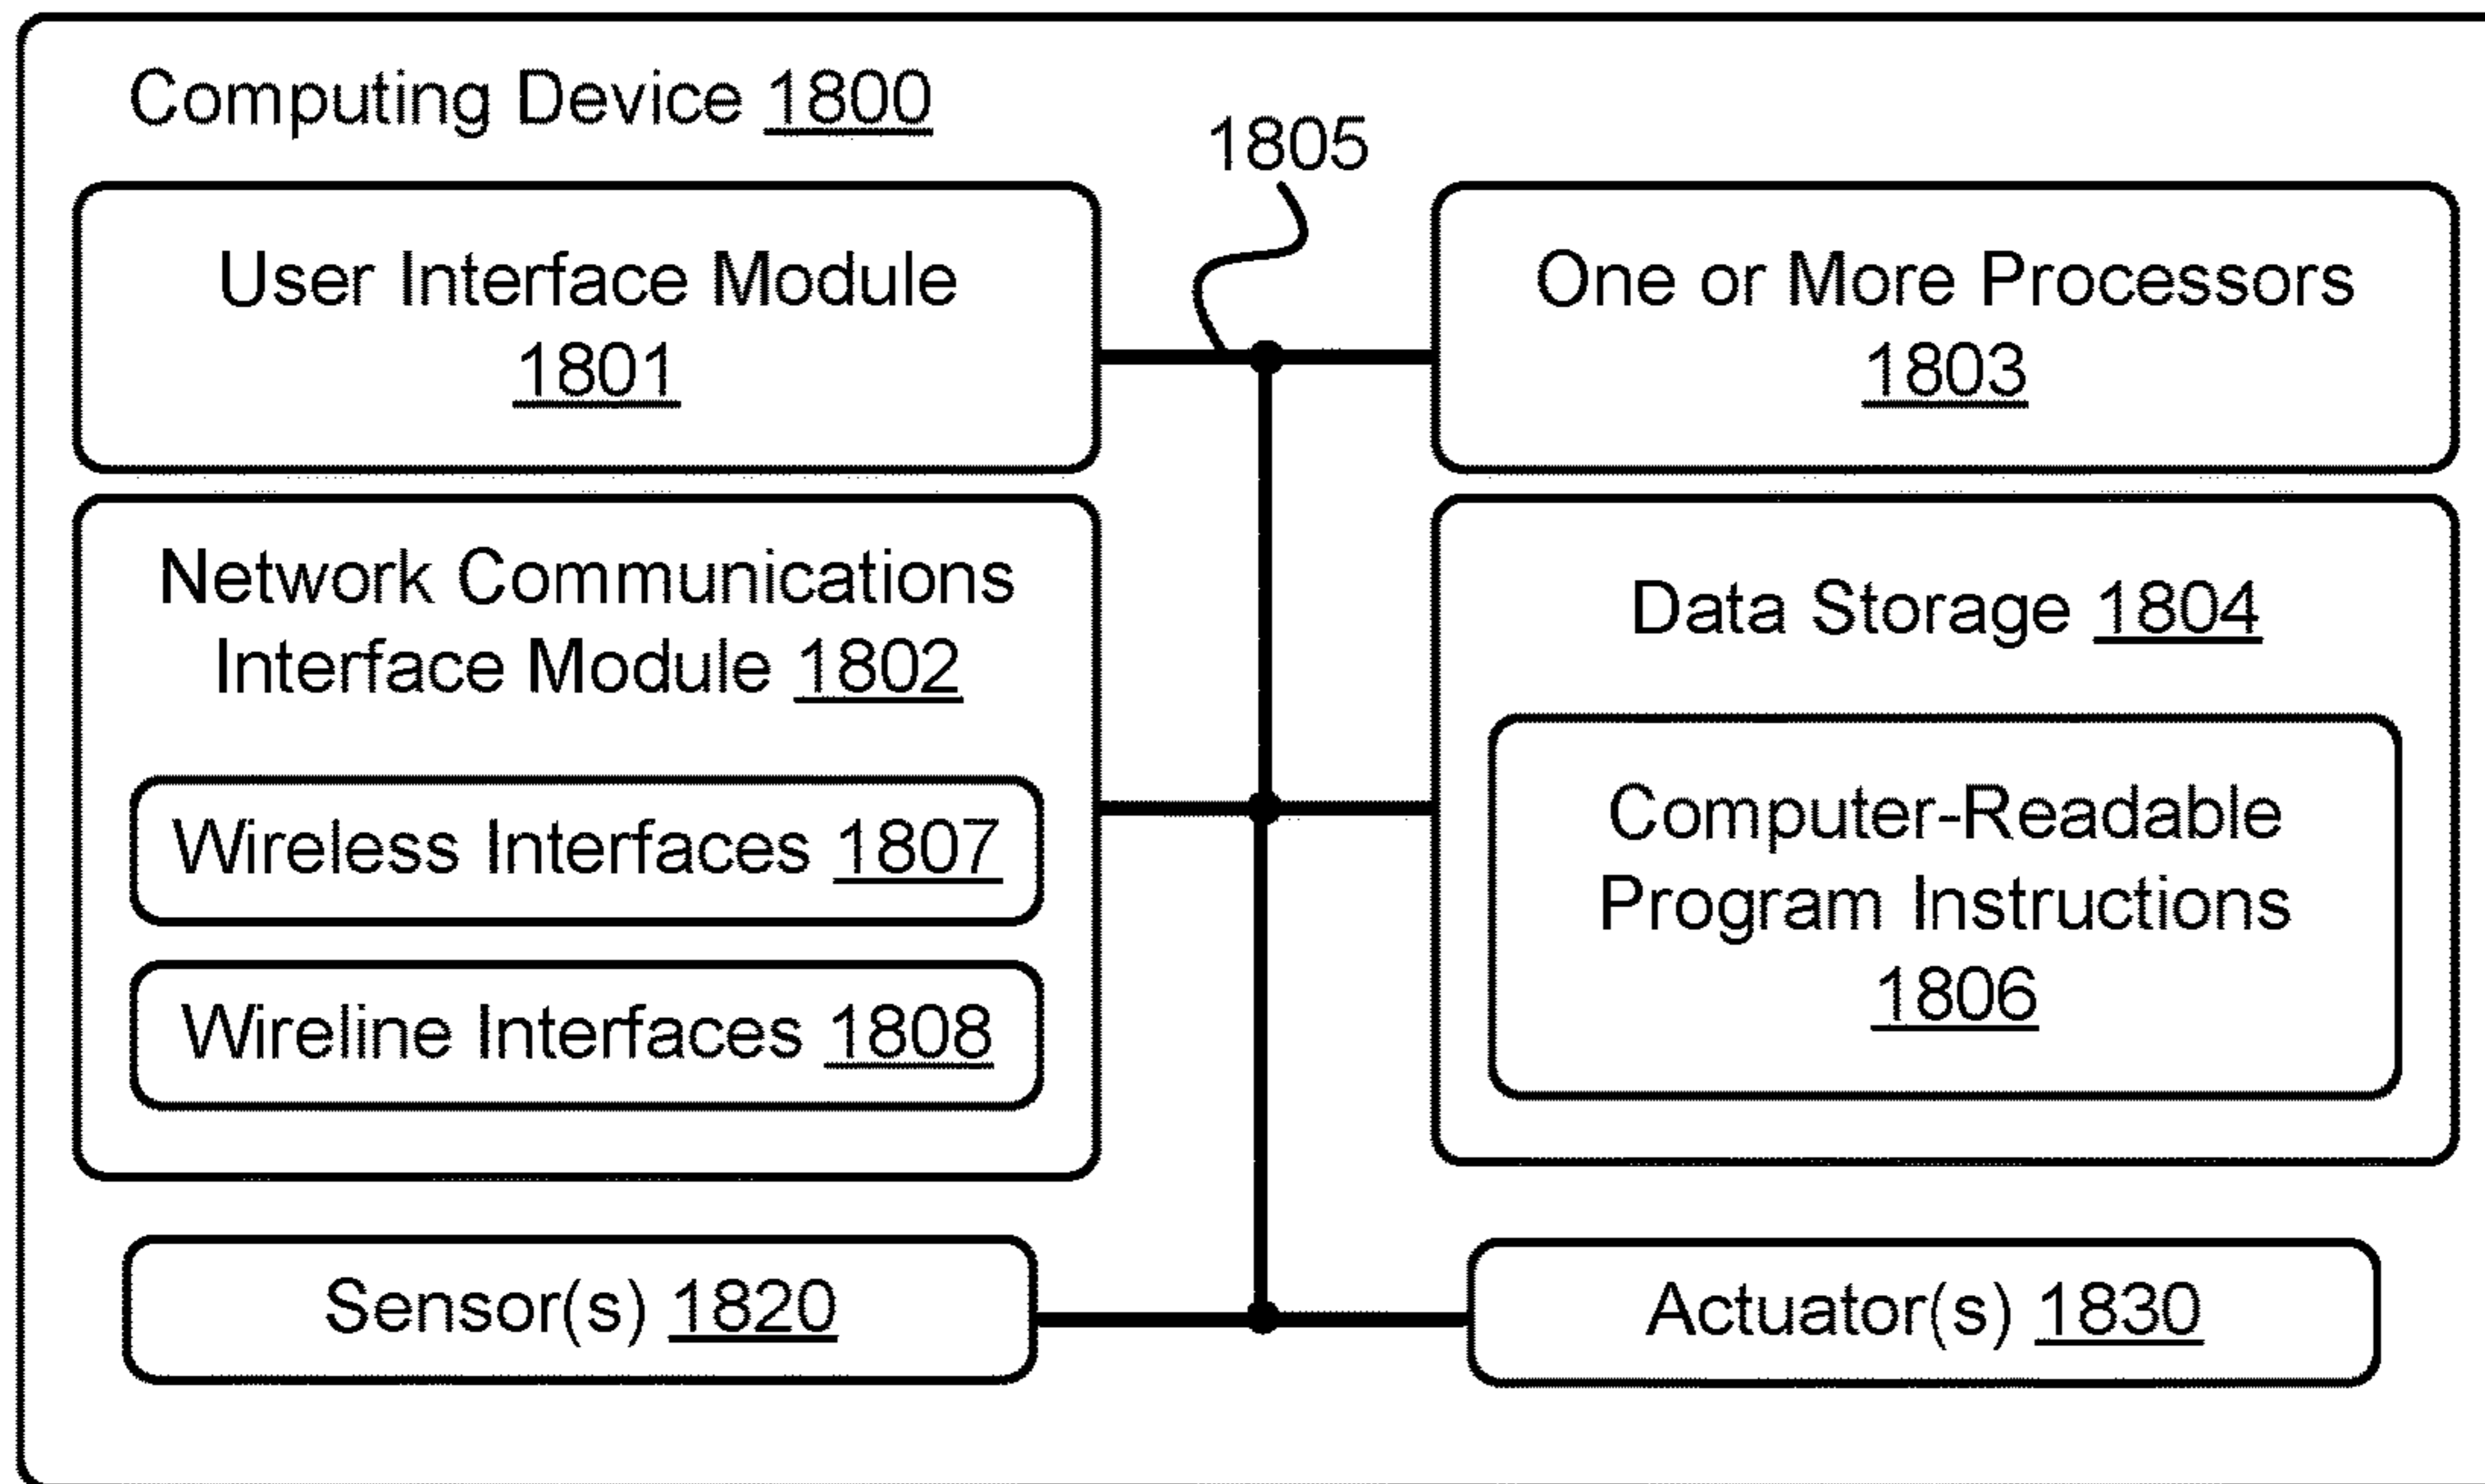 Computing Device 1800
1805
User Interface Module
1801
One or More Processors
1803
Network Communications
Interface Module 1802
Wireless Interfaces 1807
Wireline Interfaces 1808
Data Storage 1804
Computer-Readable
Program Instructions
1806
Sensor(s) 1820
Actuator(s) 1830